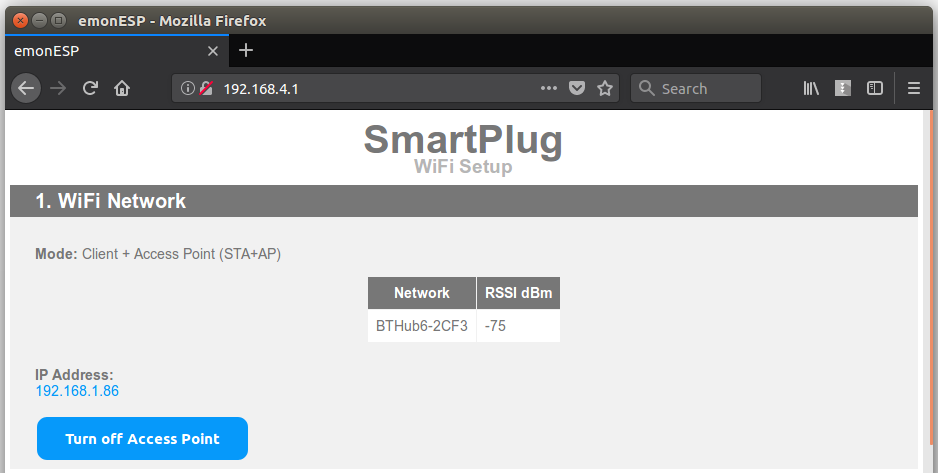 emonESP - Mozilla Firefox
emonESP
192.168.4.1
Search
SmartPlug
WiFi Setup
1. WiFi Network
Mode: Client + Access Point (STA+AP)
Network RSSI dBm
BTHub6-2CF3 -75
IP Address:
192.168.1.86
Turn off Access Point